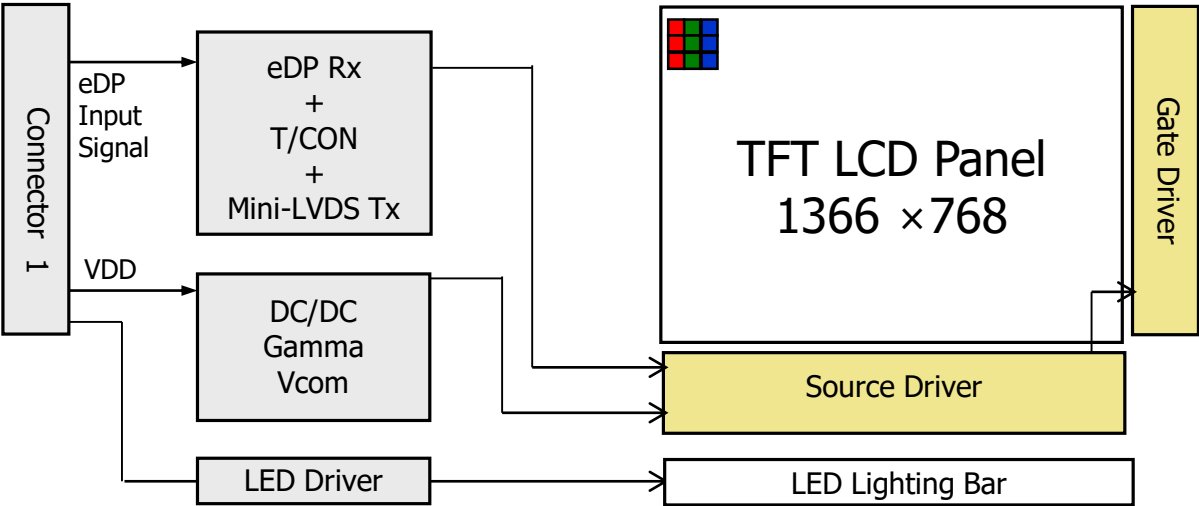 Connector 1
eDP
Input
Signal
eDP Rx
+
T/CON
+
Mini-LVDS Tx
VDD
DC/DC
Gamma
Vcom
LED Driver
TFT LCD Panel
1366 ×768
Gate Driver
Source Driver
LED Lighting Bar